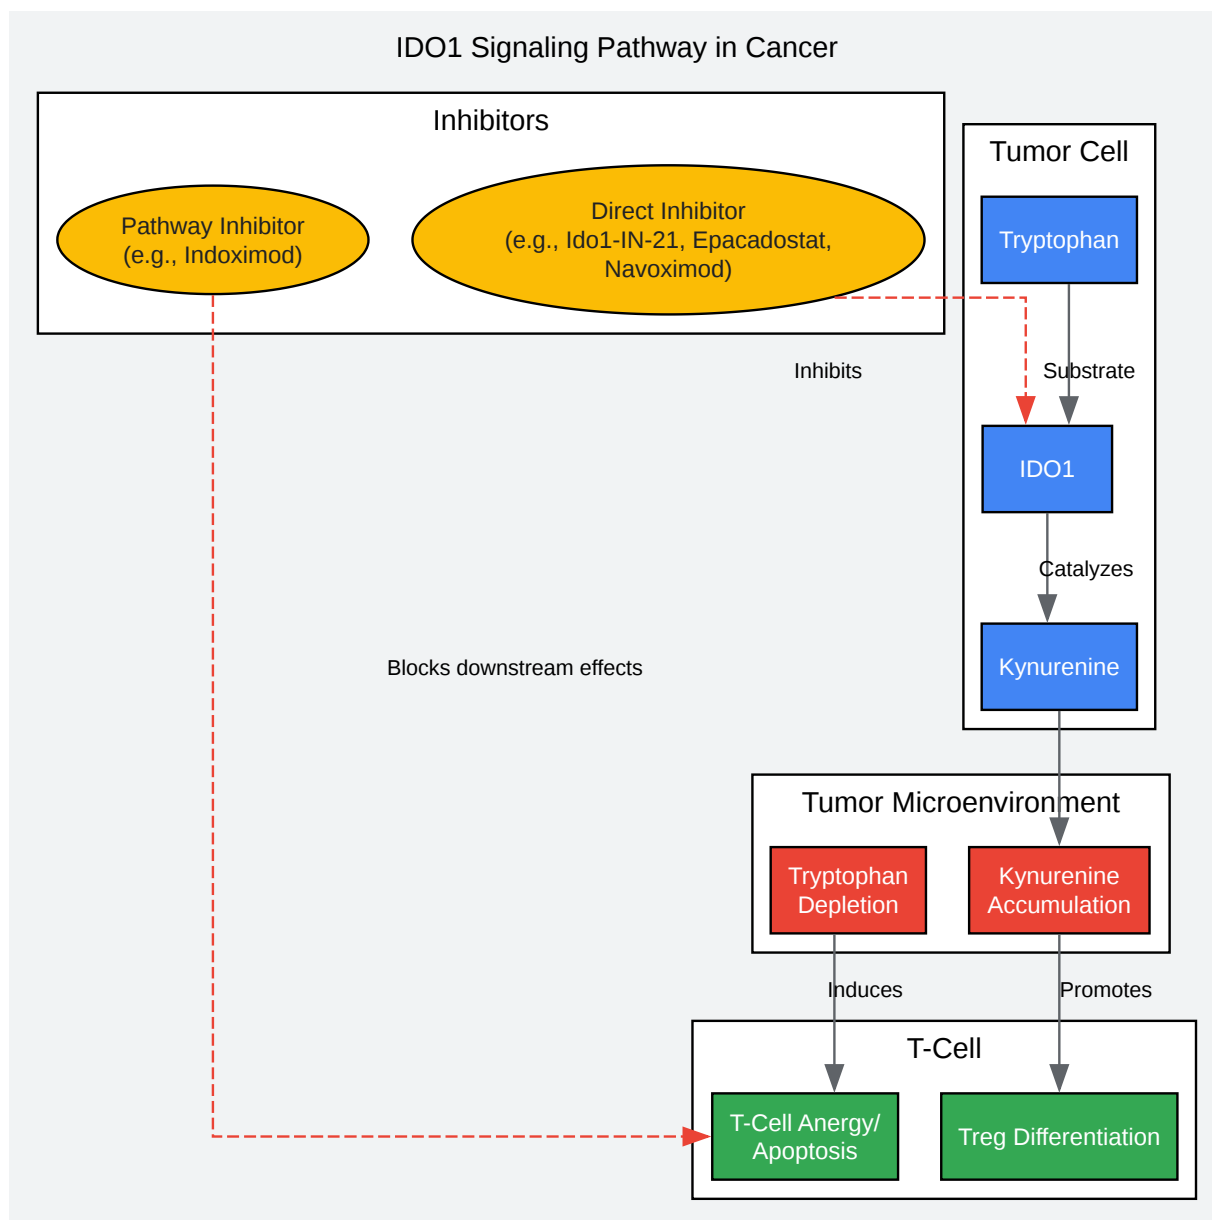 IDO1 Signaling Pathway in Cancer
Inhibitors
Pathway Inhibitor
(e.g., Indoximod)
Direct Inhibitor
(e.g., Ido1-IN-21, Epacadostat,
Navoximod)
Tumor Cell
Tryptophan
Inhibits
Substrate
IDO1
Catalyzes
Blocks downstream effects
Kynurenine
Tumor Microenvironment
Tryptophan
Depletion
Kynurenine
Accumulation
Induces
Promotes
T-Cell
T-Cell Anergy/
Apoptosis
Treg Differentiation